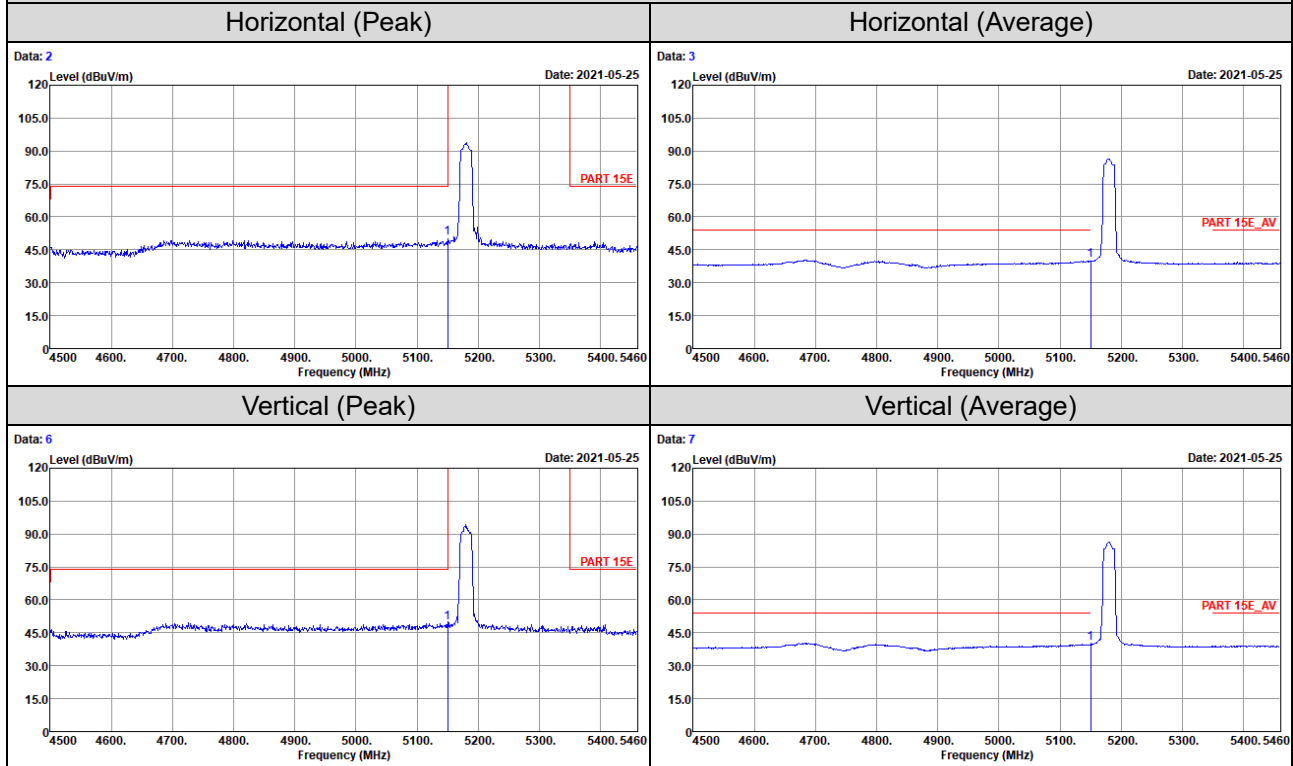 Horizontal (Peak)
Horizontal (Average)
Data: 2
Level (dBuV/m)
Date: 2021-05-25
120
105.0
90.0
75.0
60.0
45.0
30.0
15.0
0
PART 15E
1
4500 4600. 4700. 4800. 4900. 5000. 5100. 5200. 5300. 5400. 5460
Frequency (MHz)
Data: 3
Level (dBuV/m)
Date: 2021-05-25
120
105.0
90.0
75.0
60.0
45.0
30.0
15.0
0
PART 15E_AV
1
4500 4600. 4700. 4800. 4900. 5000. 5100. 5200. 5300. 5400. 5460
Frequency (MHz)
Vertical (Peak)
Vertical (Average)
Data: 6
Level (dBuV/m)
Date: 2021-05-25
120
105.0
90.0
75.0
60.0
45.0
30.0
15.0
0
PART 15E
1
4500 4600. 4700. 4800. 4900. 5000. 5100. 5200. 5300. 5400. 5460
Frequency (MHz)
Data: 7
Level (dBuV/m)
Date: 2021-05-25
120
105.0
90.0
75.0
60.0
45.0
30.0
15.0
0
PART 15E_AV
1
4500 4600. 4700. 4800. 4900. 5000. 5100. 5200. 5300. 5400. 5460
Frequency (MHz)